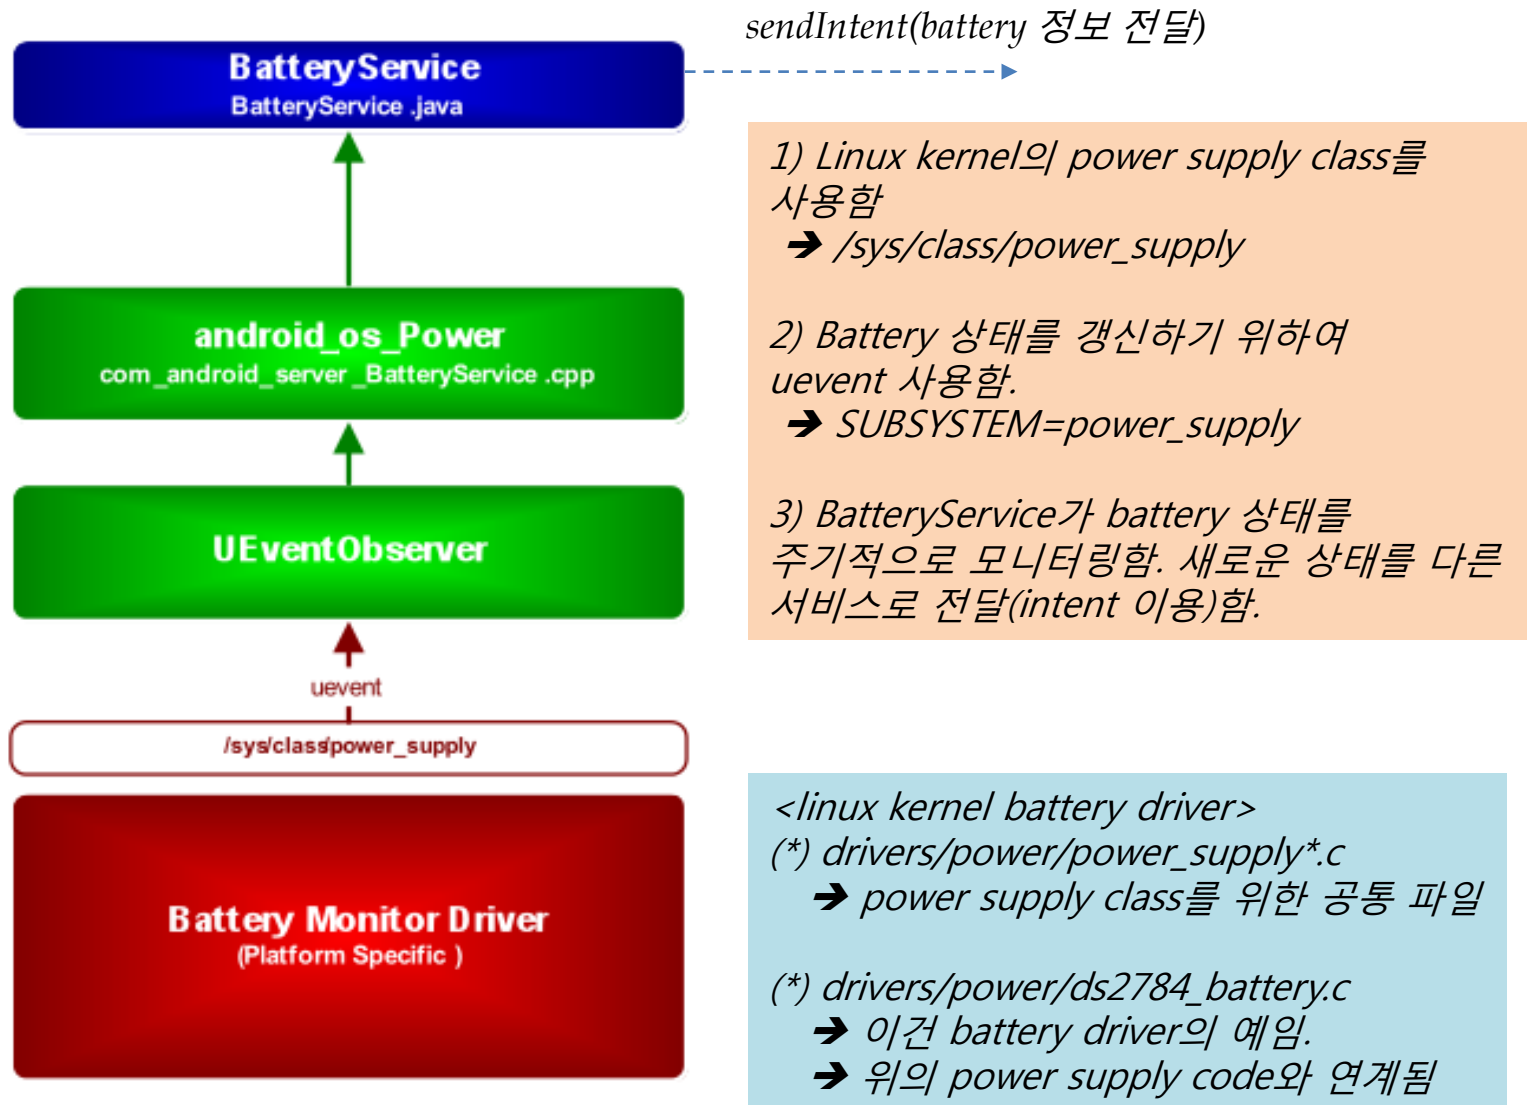 sendIntent(battery 정보 전달)
BatteryService
BatteryService .java
android_os_Power
com_android_server_BatteryService .cpp
UEventObserver
uevent
/sys/class/power_supply
Battery Monitor Driver
(Platform Specific )
1) Linux kernel의 power supply class를
사용함
➔ /sys/class/power_supply
2) Battery 상태를 갱신하기 위하여
uevent 사용함.
➔ SUBSYSTEM=power_supply
3) BatteryService가 battery 상태를
주기적으로 모니터링함. 새로운 상태를 다른
서비스로 전달(intent 이용)함.
<linux kernel battery driver>
(*) drivers/power/power_supply*.c
➔ power supply class를 위한 공통 파일
(*) drivers/power/ds2784_battery.c
➔ 이건 battery driver의 예임.
➔ 위의 power supply code와 연계됨